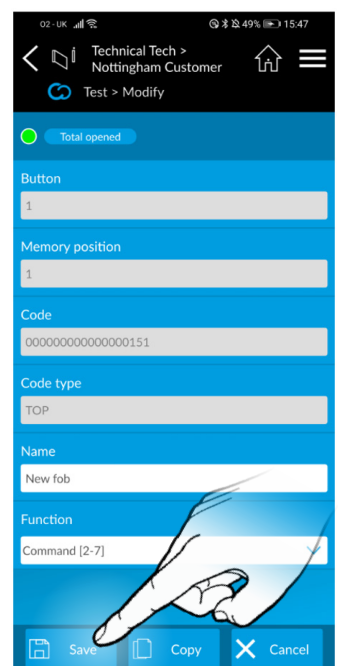 O2 - UK 49% 15:47
Technical Tech >
Nottingham Customer
Test > Modify
Total opened
Button
1
Memory position
1
Code
000000000000000151
Code type
TOP
Name
New fob
Function
Command [2-7]
Save Copy Cancel